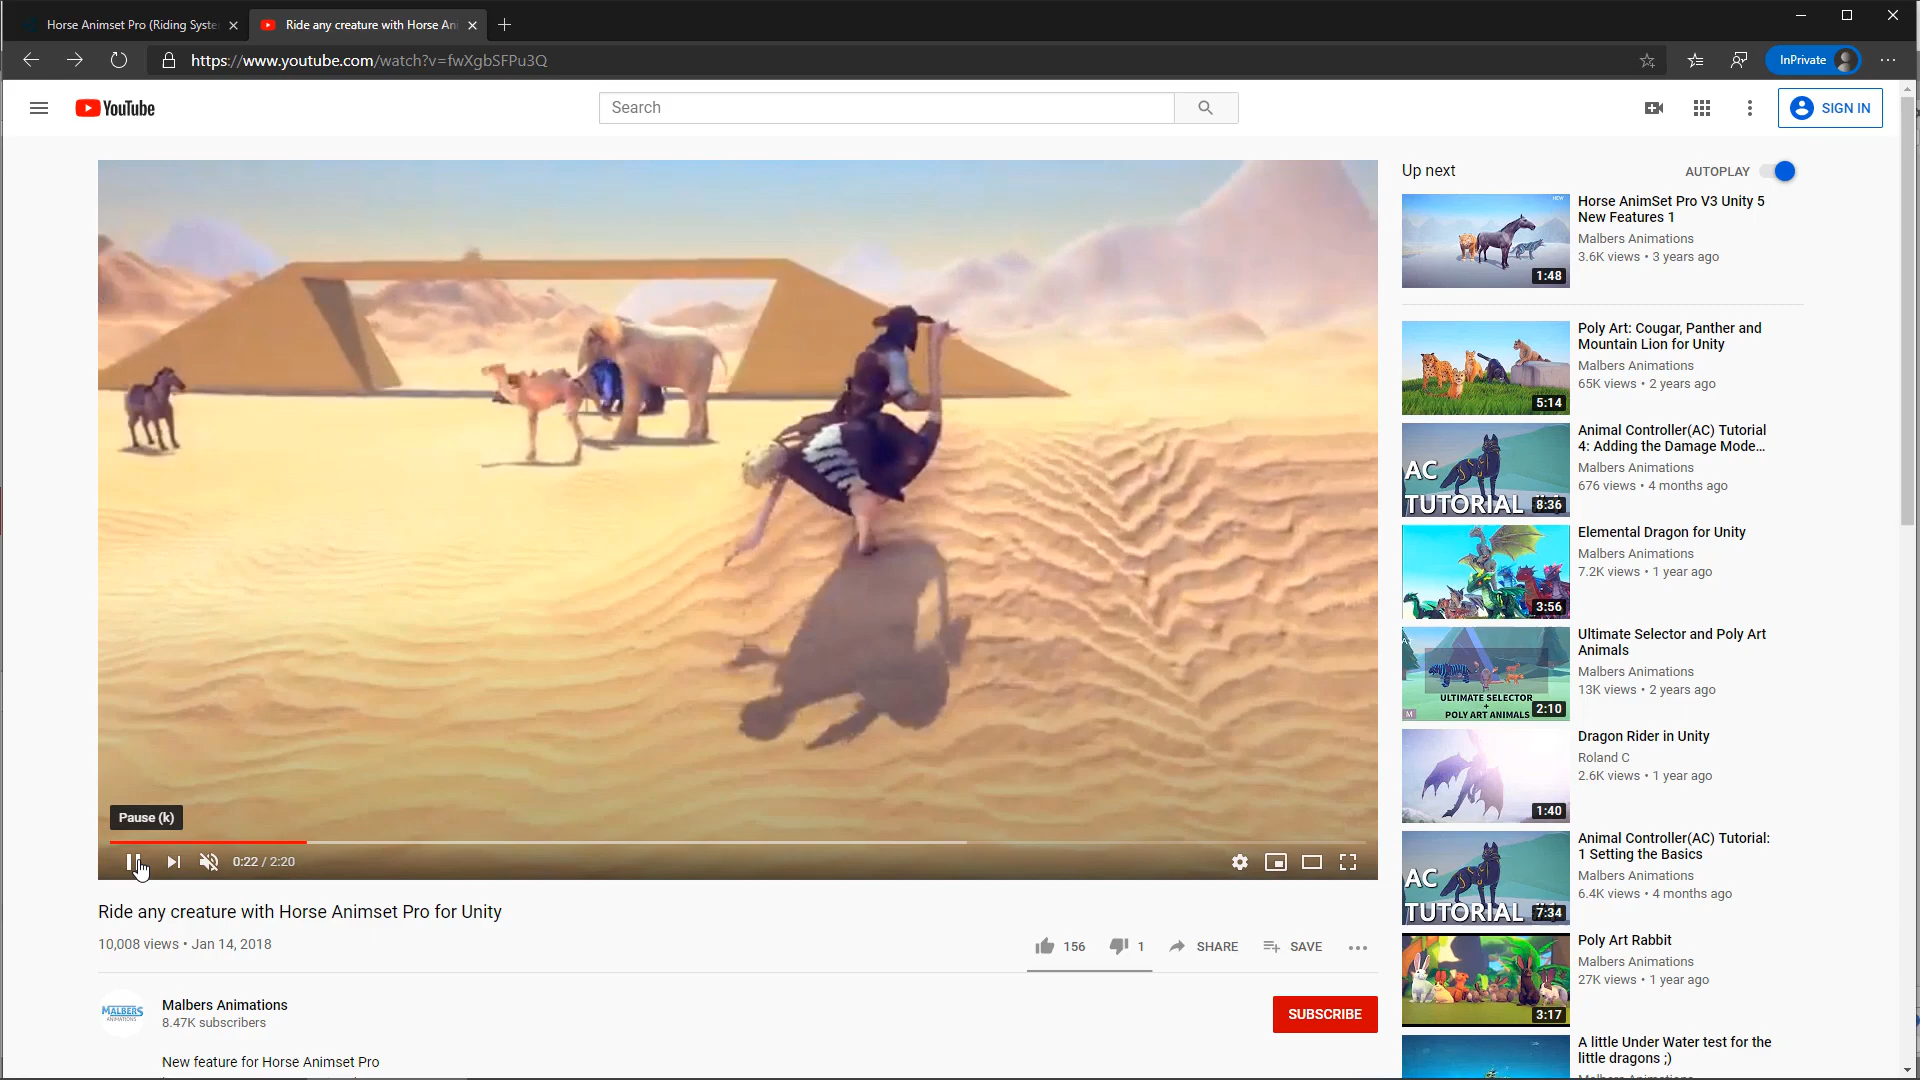 Horse Animset Pro (Riding Syste
Ride any creature with Horse An
https://www.youtube.com/watch?v=fwXgbSFPu3Q
InPrivate
YouTube
Search
SIGN IN
Pause (k)
0:22 / 2:20
Ride any creature with Horse Animset Pro for Unity
10,008 views • Jan 14, 2018
156
1
SHARE
SAVE
MALBERS
ANIMATIONS
Malbers Animations
8.47K subscribers
SUBSCRIBE
New feature for Horse Animset Pro
Up next
AUTOPLAY
NEW
1:48
Horse AnimSet Pro V3 Unity 5
New Features 1
Malbers Animations
3.6K views • 3 years ago
5:14
Poly Art: Cougar, Panther and
Mountain Lion for Unity
Malbers Animations
65K views • 2 years ago
AC
TUTORIAL
8:36
Animal Controller(AC) Tutorial
4: Adding the Damage Mode...
Malbers Animations
676 views • 4 months ago
3:56
Elemental Dragon for Unity
Malbers Animations
7.2K views • 1 year ago
ULTIMATE SELECTOR
+
POLY ART ANIMALS
M
2:10
Ultimate Selector and Poly Art
Animals
Malbers Animations
13K views • 2 years ago
1:40
Dragon Rider in Unity
Roland C
2.6K views • 1 year ago
AC
TUTORIAL
7:34
Animal Controller(AC) Tutorial:
1 Setting the Basics
Malbers Animations
6.4K views • 4 months ago
3:17
Poly Art Rabbit
Malbers Animations
27K views • 1 year ago
A little Under Water test for the
little dragons ;)